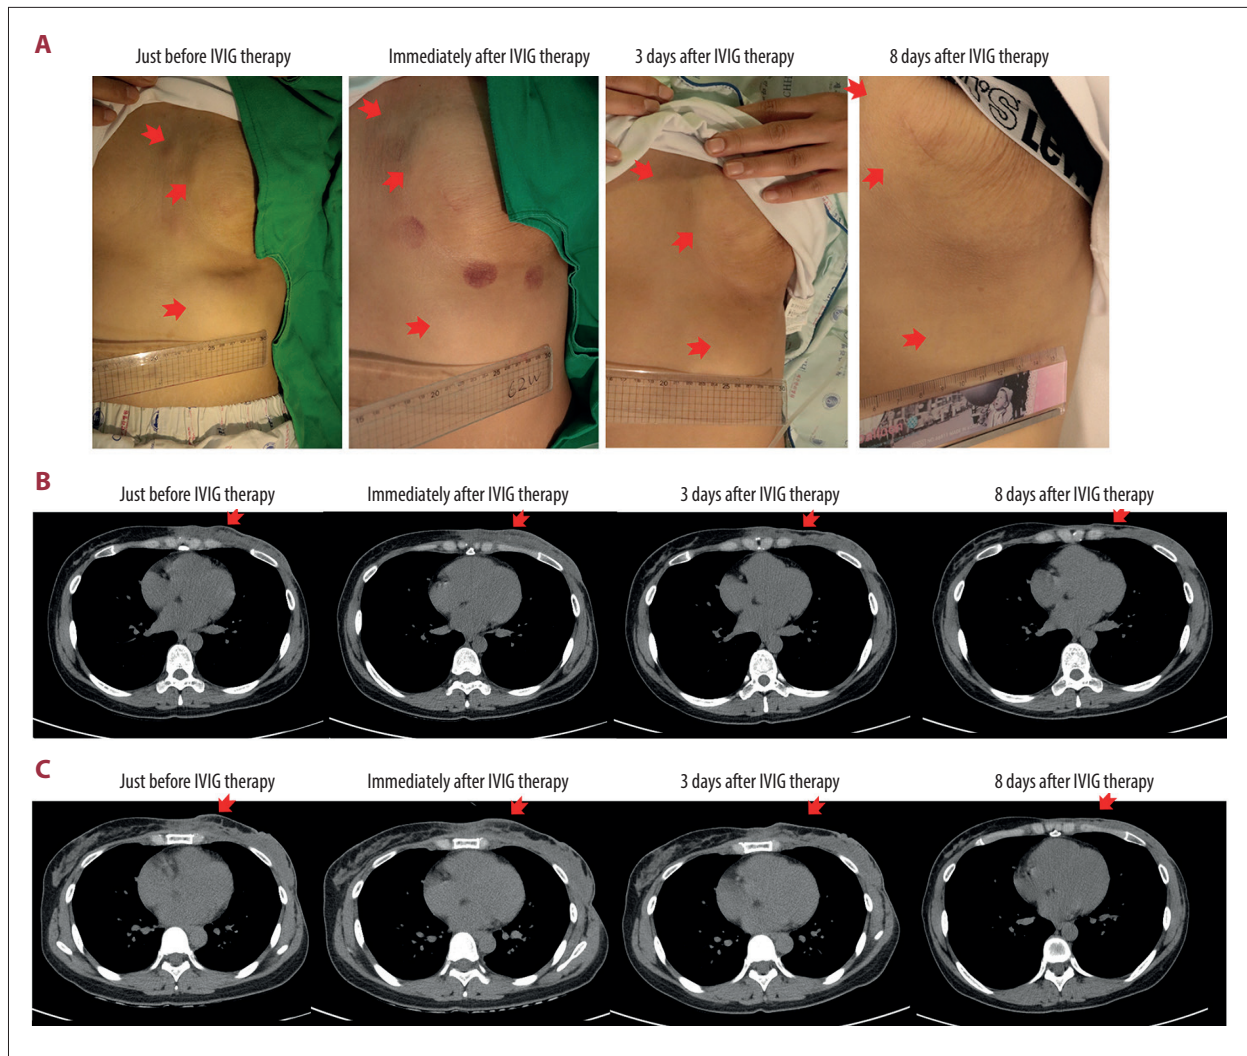 A
Just before IVIG therapy
Immediately after IVIG therapy
3 days after IVIG therapy
8 days after IVIG therapy
62W
B
Just before IVIG therapy
Immediately after IVIG therapy
3 days after IVIG therapy
8 days after IVIG therapy
C
Just before IVIG therapy
Immediately after IVIG therapy
3 days after IVIG therapy
8 days after IVIG therapy